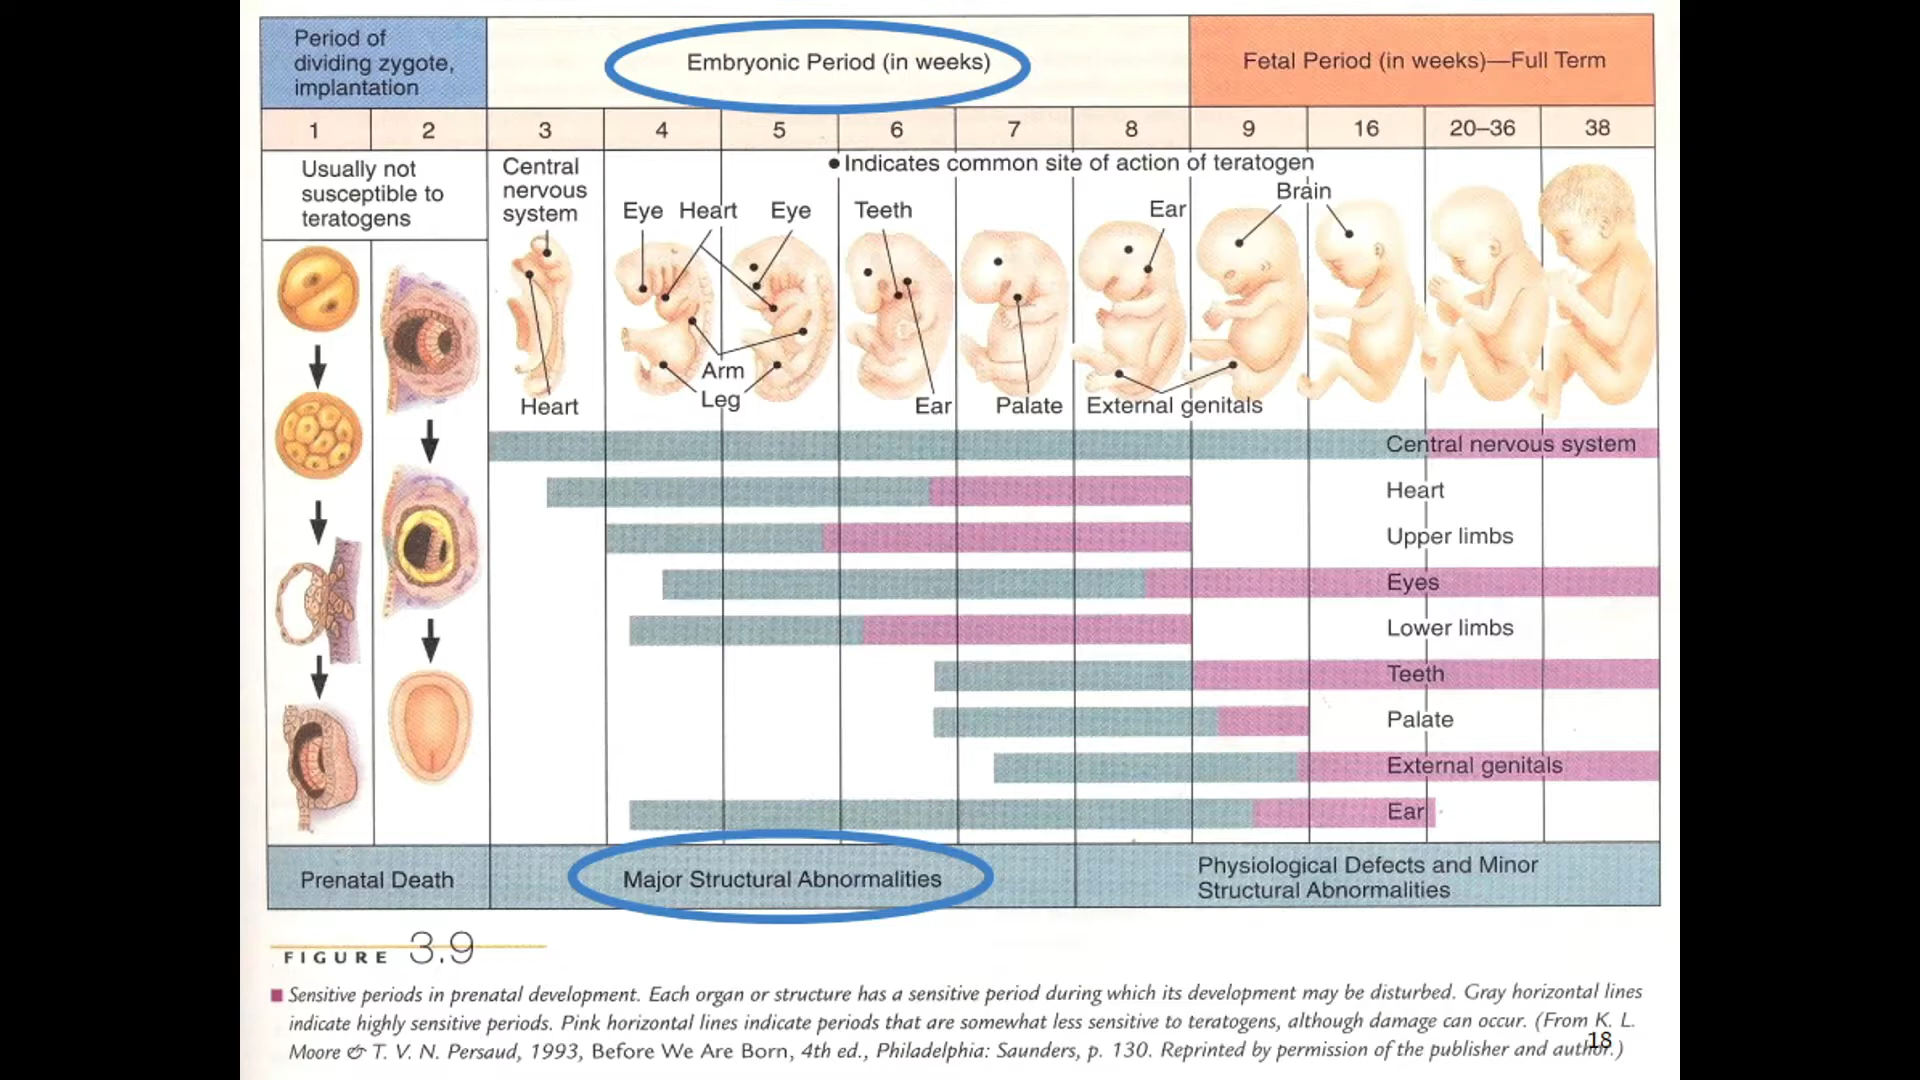 Period of
dividing zygote,
implantation
Embryonic Period (in weeks)
Fetal Period (in weeks)—Full Term
1 2 3 4 5 6 7 8 9 16 20–36 38
Usually not
susceptible to
teratogens
Central
nervous
system
● Indicates common site of action of teratogen
Brain
Eye Heart Eye Teeth Ear
Arm
Leg
Heart Ear Palate External genitals
Central nervous system
Heart
Upper limbs
Eyes
Lower limbs
Teeth
Palate
External genitals
Ear
Prenatal Death
Major Structural Abnormalities
Physiological Defects and Minor
Structural Abnormalities
FIGURE 3.9
Sensitive periods in prenatal development. Each organ or structure has a sensitive period during which its development may be disturbed. Gray horizontal lines
indicate highly sensitive periods. Pink horizontal lines indicate periods that are somewhat less sensitive to teratogens, although damage can occur. (From K. L.
Moore & T. V. N. Persaud, 1993, Before We Are Born, 4th ed., Philadelphia: Saunders, p. 130. Reprinted by permission of the publisher and author.)
18